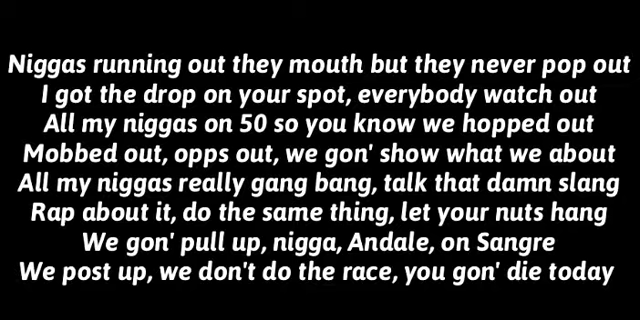 Niggas running out they mouth but they never pop out
I got the drop on your spot, everybody watch out
All my niggas on 50 so you know we hopped out
Mobbed out, opps out, we gon' show what we about
All my niggas really gang bang, talk that damn slang
Rap about it, do the same thing, let your nuts hang
We gon' pull up, nigga, Andale, on Sangre
We post up, we don't do the race, you gon' die today